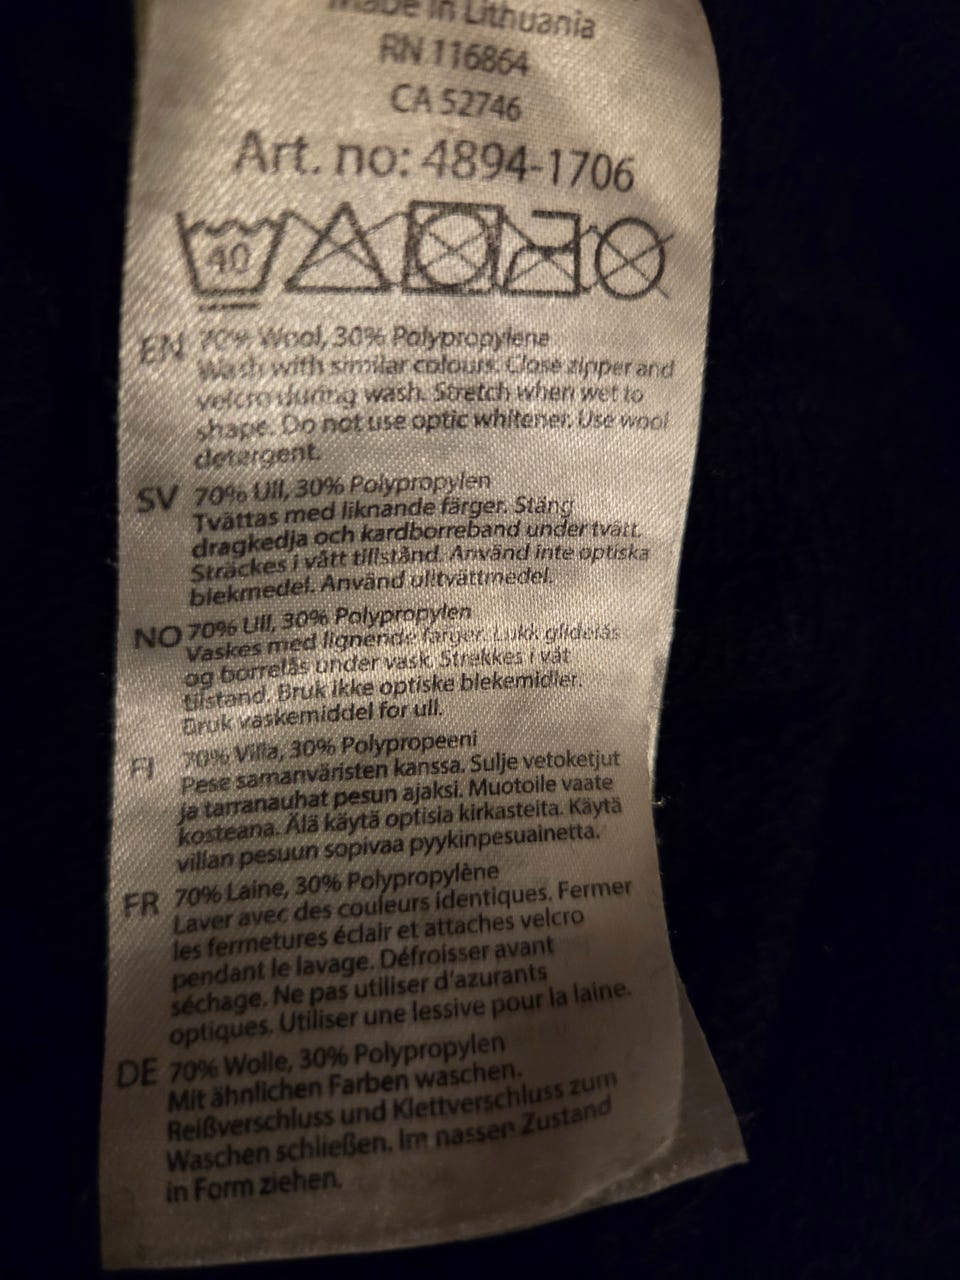 Made in Lithuania
RN 116864
CA 52746
Art. no: 4894-1706
40
EN 70% Wool, 30% Polypropylene
Wash with similar colours. Close zipper and
velcro during wash. Stretch when wet to
shape. Do not use optic whitener. Use wool
detergent.
SV 70% Ull, 30% Polypropylen
Tvättas med liknande färger. Stäng
dragkedja och kardborreband under tvätt.
Sträckes i vått tillstånd. Använd inte optiska
blekmedel. Använd ulltvättmedel.
NO 70% Ull, 30% Polypropylen
Vaskes med lignende farger. Lukk glidelås
og borrelås under vask. Strekkes i våt
tilstand. Bruk ikke optiske blekemidler.
Bruk vaskemiddel for ull.
FI 70% Villa, 30% Polypropeeni
Pese samanväristen kanssa. Sulje vetoketjut
ja tarranauhat pesun ajaksi. Muotoile vaate
kosteana. Älä käytä optisia kirkasteita. Käytä
villan pesuun sopivaa pyykinpesuainetta.
FR 70% Laine, 30% Polypropylène
Laver avec des couleurs identiques. Fermer
les fermetures éclair et attaches velcro
pendant le lavage. Défroisser avant
séchage. Ne pas utiliser d'azurants
optiques. Utiliser une lessive pour la laine.
DE 70% Wolle, 30% Polypropylen
Mit ähnlichen Farben waschen.
Reißverschluss und Klettverschluss zum
Waschen schließen. Im nassen Zustand
in Form ziehen.